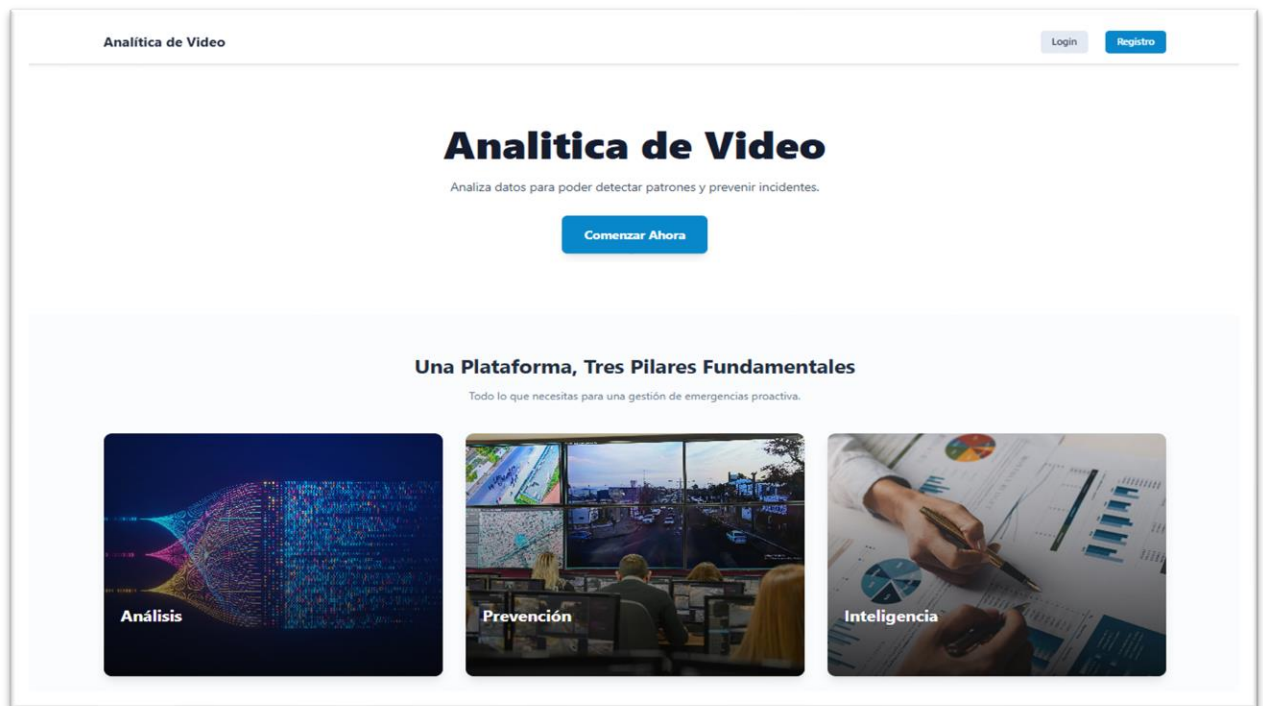 Analítica de Video
Login
Registro
Analitica de Video
Analiza datos para poder detectar patrones y prevenir incidentes.
Comenzar Ahora
Una Plataforma, Tres Pilares Fundamentales
Todo lo que necesitas para una gestión de emergencias proactiva.
Análisis
Prevención
Inteligencia